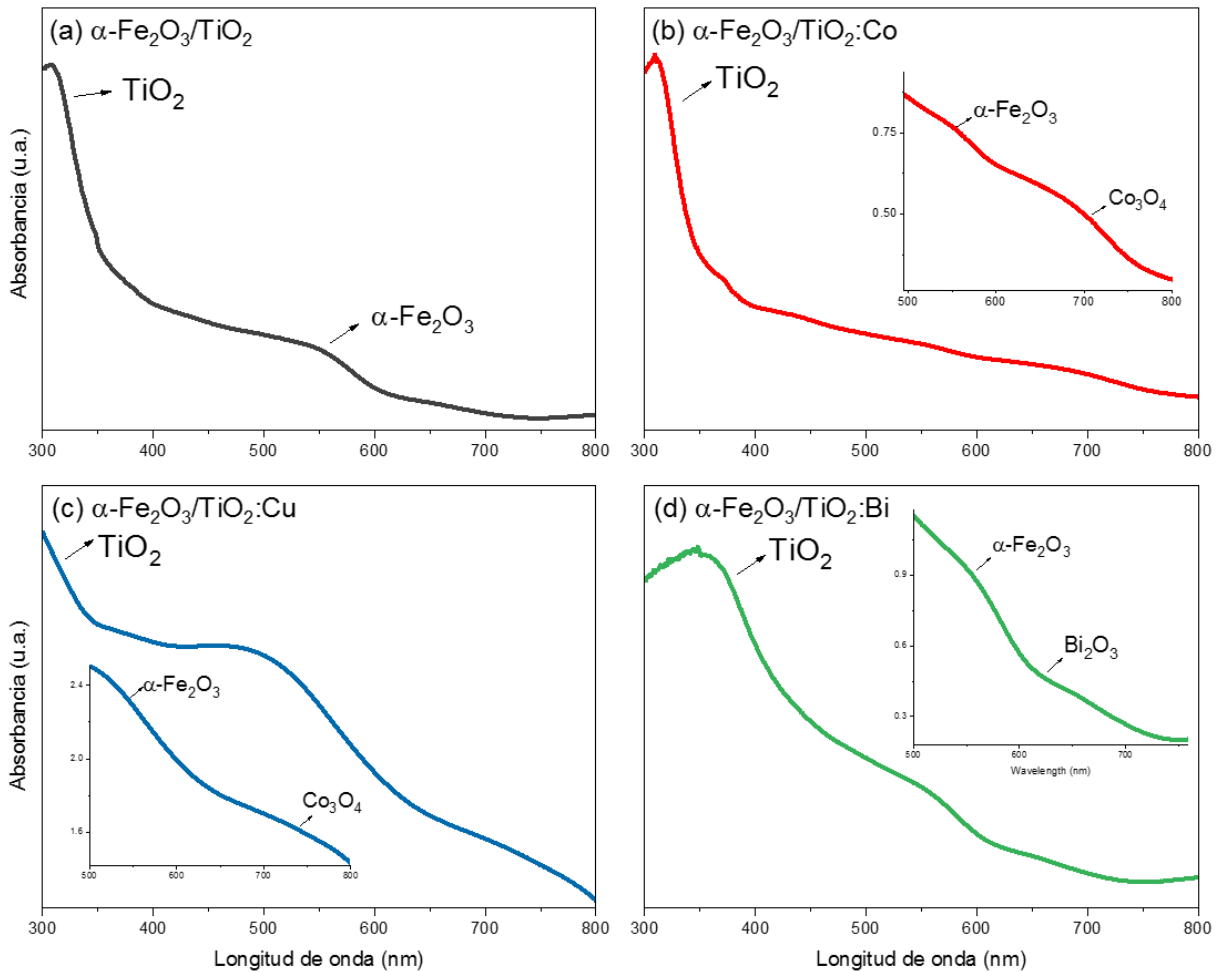 (a) α-Fe₂O₃/TiO₂
TiO₂
α-Fe₂O₃
Absorbancia (u.a.)
300 400 500 600 700 800
(b) α-Fe₂O₃/TiO₂:Co
TiO₂
α-Fe₂O₃
Co₃O₄
0.75
0.50
500 600 700 800
300 400 500 600 700 800
(c) α-Fe₂O₃/TiO₂:Cu
TiO₂
α-Fe₂O₃
Co₃O₄
2.4
2.0
1.6
500 600 700 800
Absorbancia (u.a.)
300 400 500 600 700 800
Longitud de onda (nm)
(d) α-Fe₂O₃/TiO₂:Bi
TiO₂
α-Fe₂O₃
Bi₂O₃
0.9
0.6
0.3
500 600 700
Wavelength (nm)
300 400 500 600 700 800
Longitud de onda (nm)